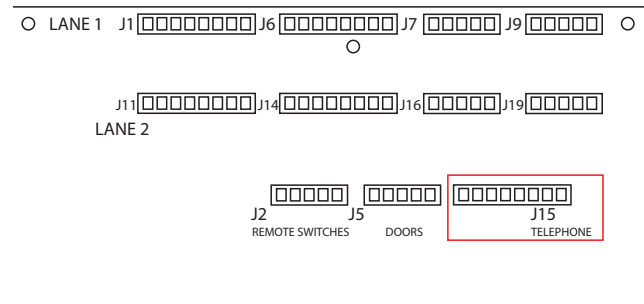 LANE 1 J1 J6 J7 J9
J11 J14 J16 J19
LANE 2
J2 J5 J15
REMOTE SWITCHES DOORS TELEPHONE